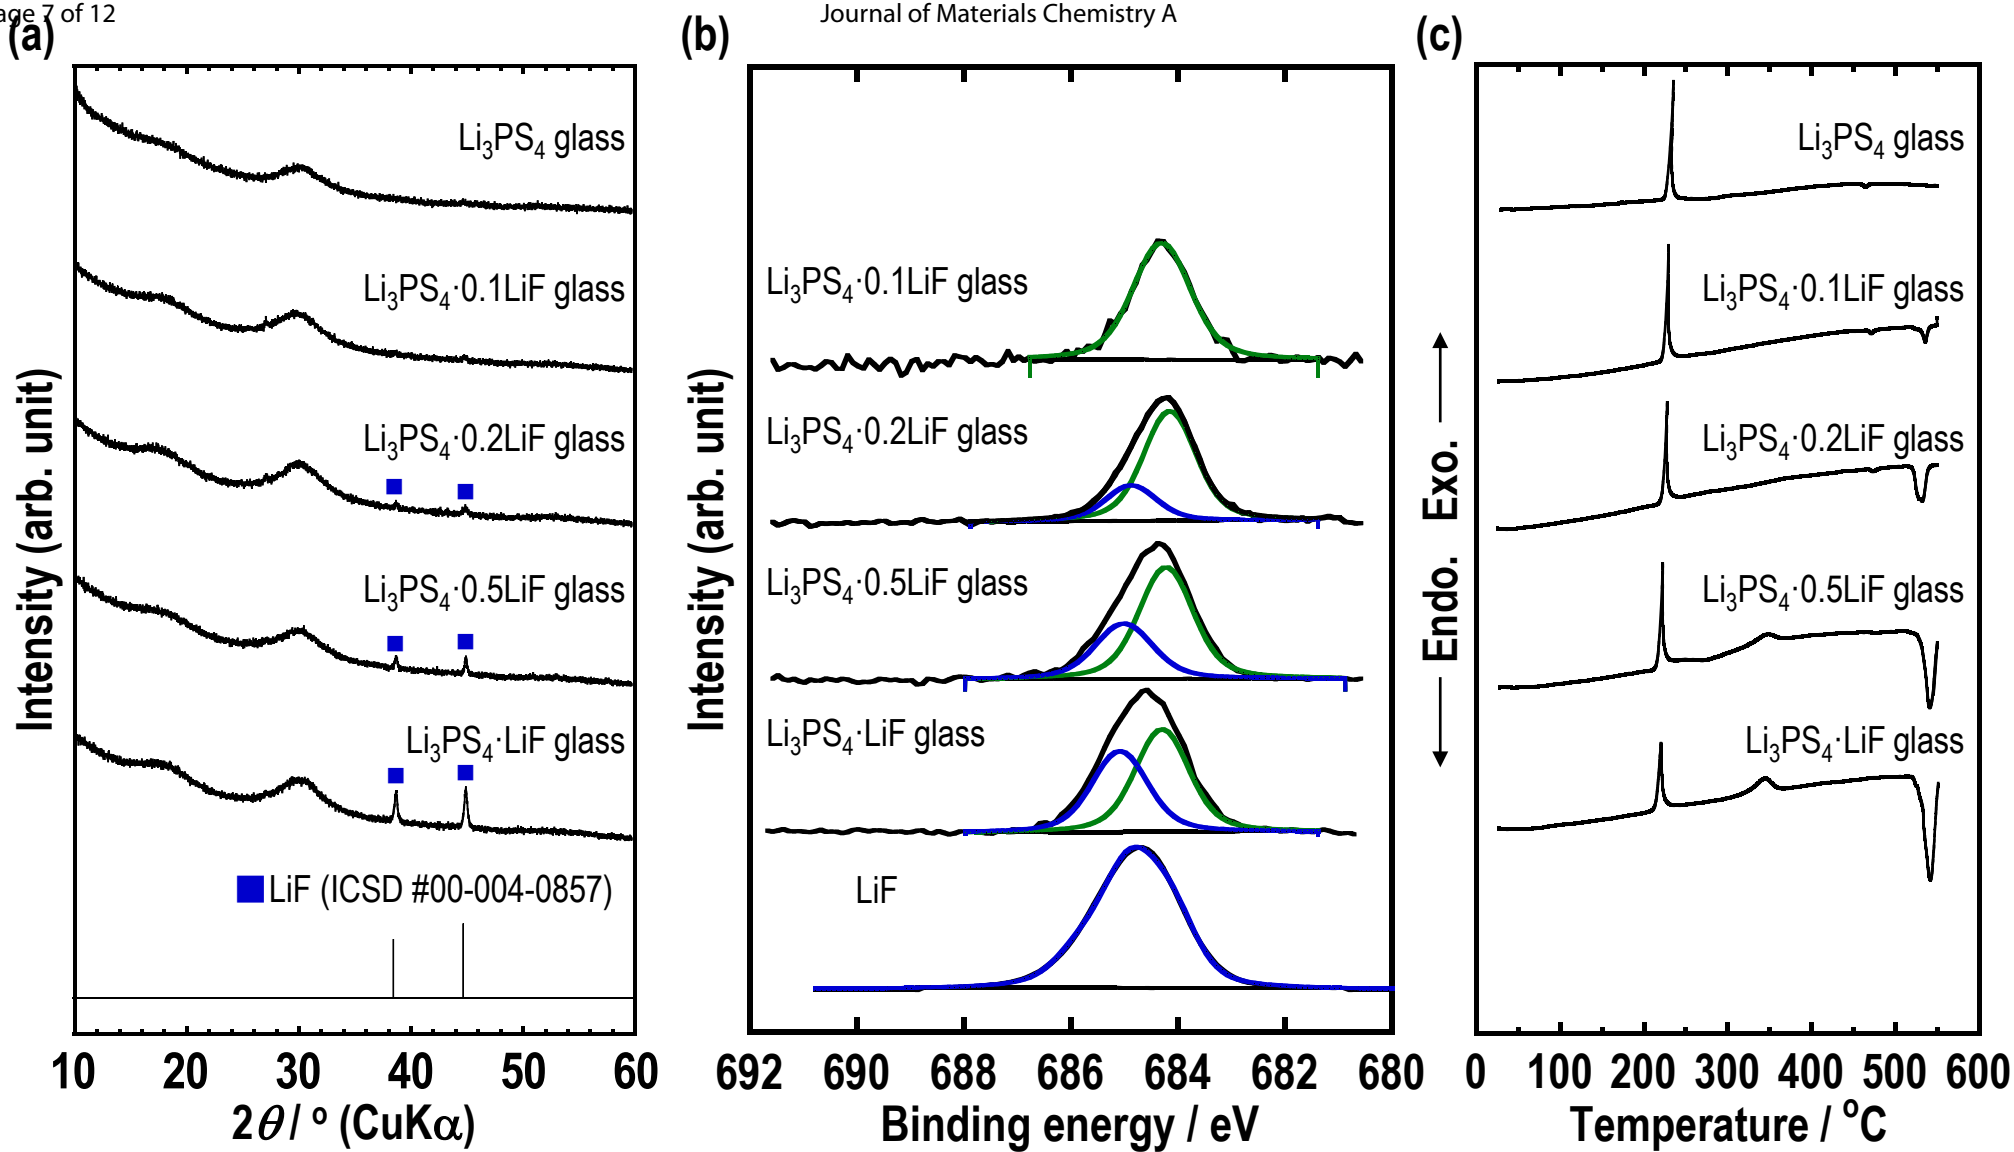 age 7 of 12
Journal of Materials Chemistry A
(a)
Intensity (arb. unit)
Li₃PS₄ glass
Li₃PS₄·0.1LiF glass
Li₃PS₄·0.2LiF glass
Li₃PS₄·0.5LiF glass
Li₃PS₄·LiF glass
LiF (ICSD #00-004-0857)
10 20 30 40 50 60
2θ / º (CuKα)
(b)
Intensity (arb. unit)
Li₃PS₄·0.1LiF glass
Li₃PS₄·0.2LiF glass
Li₃PS₄·0.5LiF glass
Li₃PS₄·LiF glass
LiF
692 690 688 686 684 682 680
Binding energy / eV
(c)
Endo. Exo.
Li₃PS₄ glass
Li₃PS₄·0.1LiF glass
Li₃PS₄·0.2LiF glass
Li₃PS₄·0.5LiF glass
Li₃PS₄·LiF glass
0 100 200 300 400 500 600
Temperature / ºC